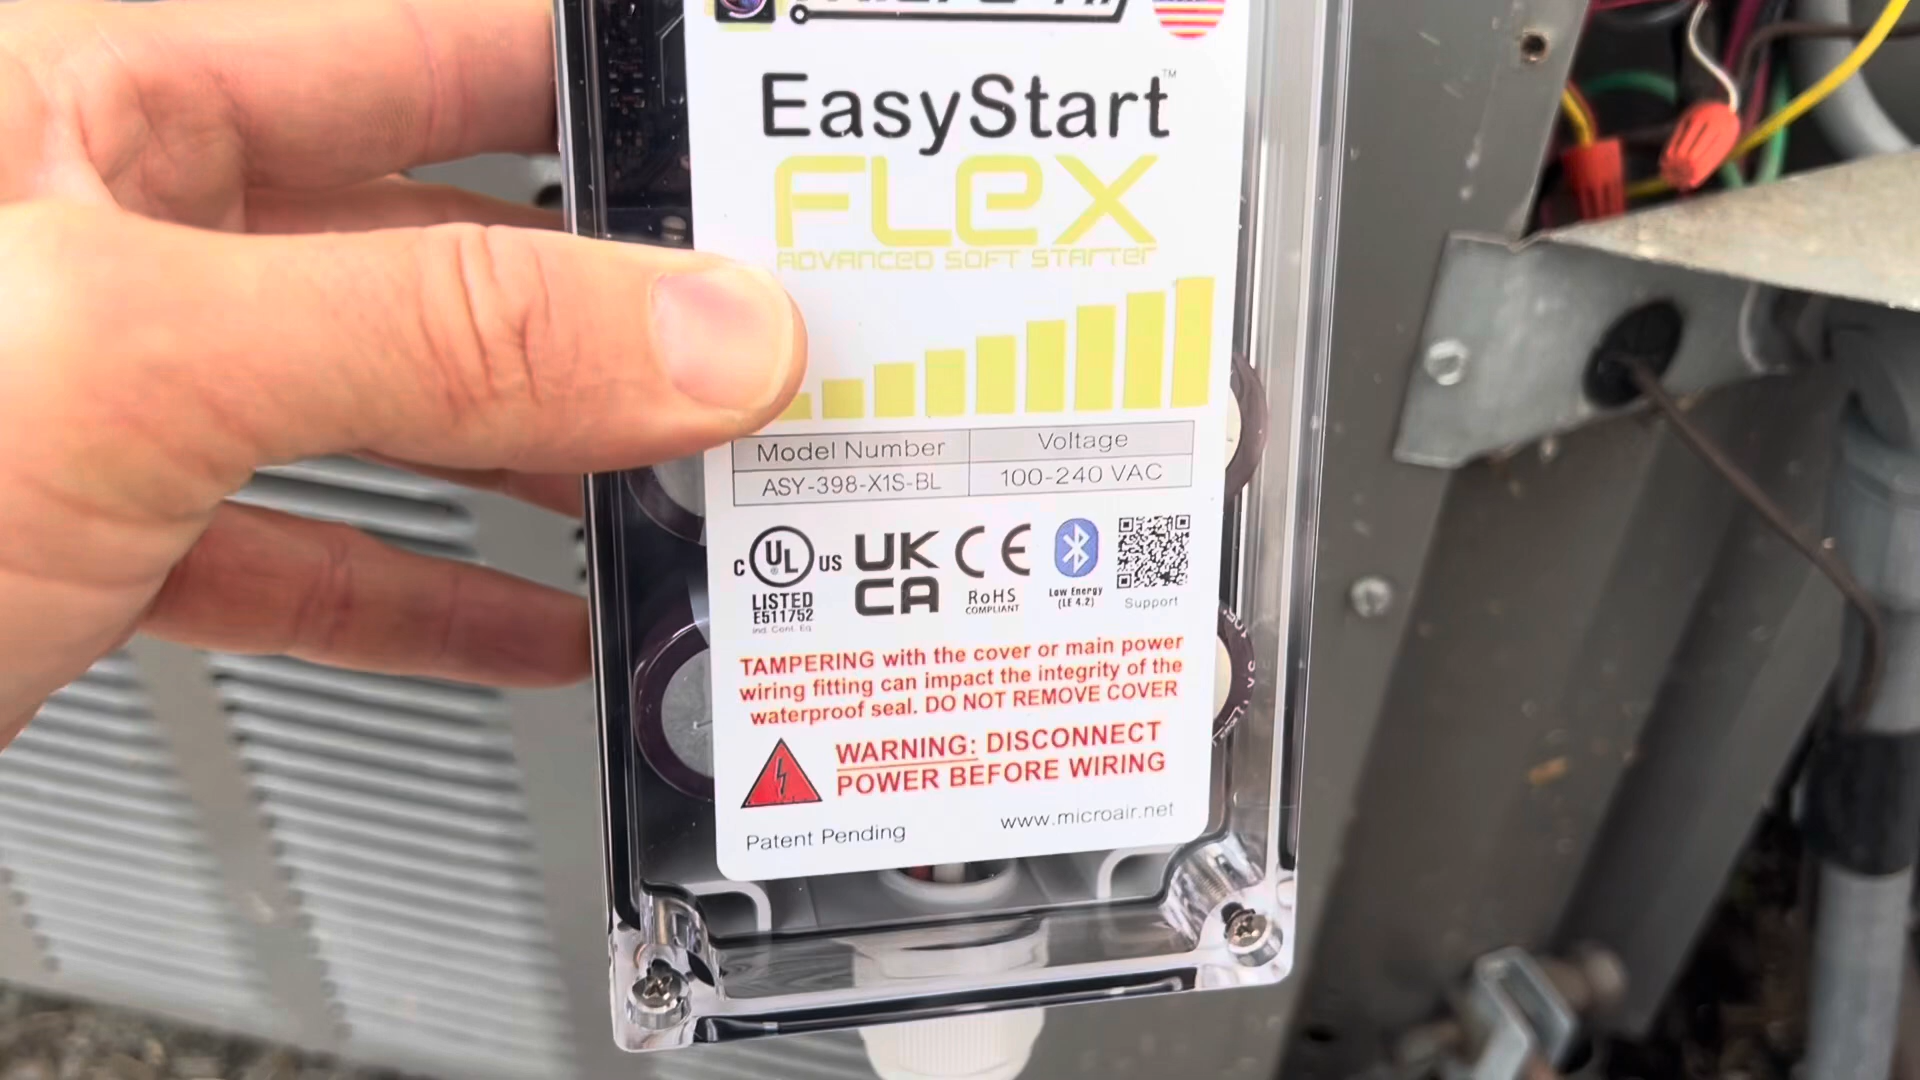 EasyStart™
FLEX
ADVANCED SOFT STARTER
Model Number Voltage
ASY-398-X1S-BL 100-240 VAC
C UL US UK CA CE
LISTED
E511752
Ind. Cont. Eq.
RoHS
COMPLIANT
Low Energy
(LE 4.2)
Support
TAMPERING with the cover or main power
wiring fitting can impact the integrity of the
waterproof seal. DO NOT REMOVE COVER
WARNING: DISCONNECT
POWER BEFORE WIRING
Patent Pending www.microair.net